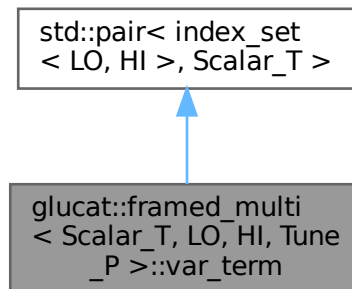 std::pair< index_set
< LO, HI >, Scalar_T >
glucat::framed_multi
< Scalar_T, LO, HI, Tune
_P >::var_term